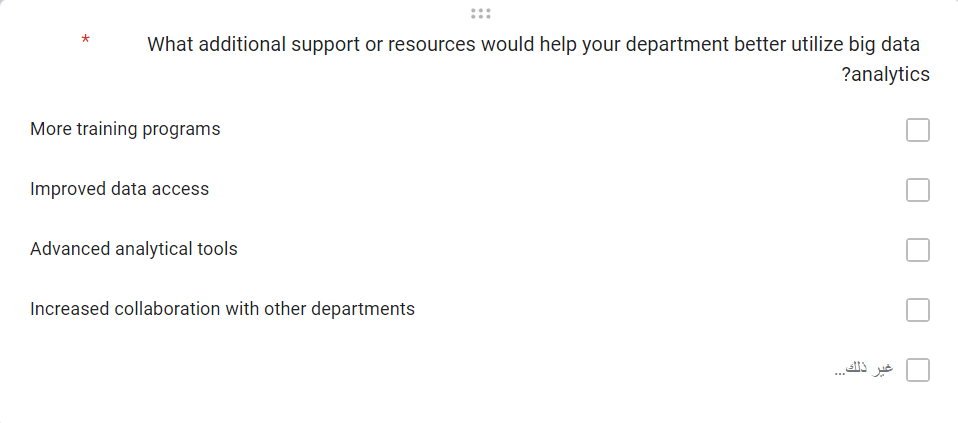 What additional support or resources would help your department better utilize big data *
?analytics
More training programs
Improved data access
Advanced analytical tools
Increased collaboration with other departments
غير ذلك...